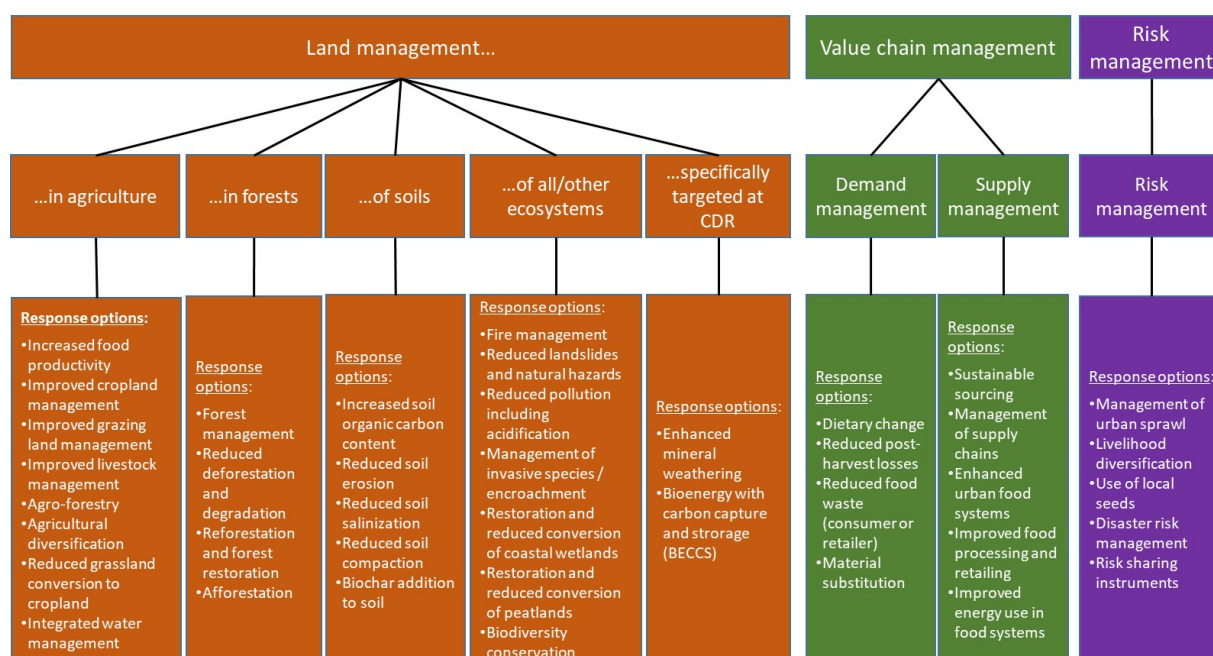 Land management...
Value chain management
Risk
management
...in agriculture
...in forests
...of soils
...of all/other
ecosystems
...specifically
targeted at
CDR
Demand
management
Supply
management
Risk
management
Response options:
•Increased food
productivity
•Improved cropland
management
•Improved grazing
land management
•Improved livestock
management
•Agro-forestry
•Agricultural
diversification
•Reduced grassland
conversion to
cropland
•Integrated water
management
Response
options:
•Forest
management
•Reduced
deforestation
and
degradation
•Reforestation
and forest
restoration
•Afforestation
Response
options:
•Increased soil
organic carbon
content
•Reduced soil
erosion
•Reduced soil
salinization
•Reduced soil
compaction
•Biochar addition
to soil
Response options:
•Fire management
•Reduced landslides
and natural hazards
•Reduced pollution
including
acidification
•Management of
invasive species /
encroachment
•Restoration and
reduced conversion
of coastal wetlands
•Restoration and
reduced conversion
of peatlands
•Biodiversity
conservation
Response options:
•Enhanced
mineral
weathering
•Bioenergy with
carbon capture
and strorage
(BECCS)
Response
options:
•Dietary change
•Reduced post-
harvest losses
•Reduced food
waste
(consumer or
retailer)
•Material
substitution
Response
options:
•Sustainable
sourcing
•Management
of supply
chains
•Enhanced
urban food
systems
•Improved food
processing and
retailing
•Improved
energy use in
food systems
Response options:
•Management of
urban sprawl
•Livelihood
diversification
•Use of local
seeds
•Disaster risk
management
•Risk sharing
instruments